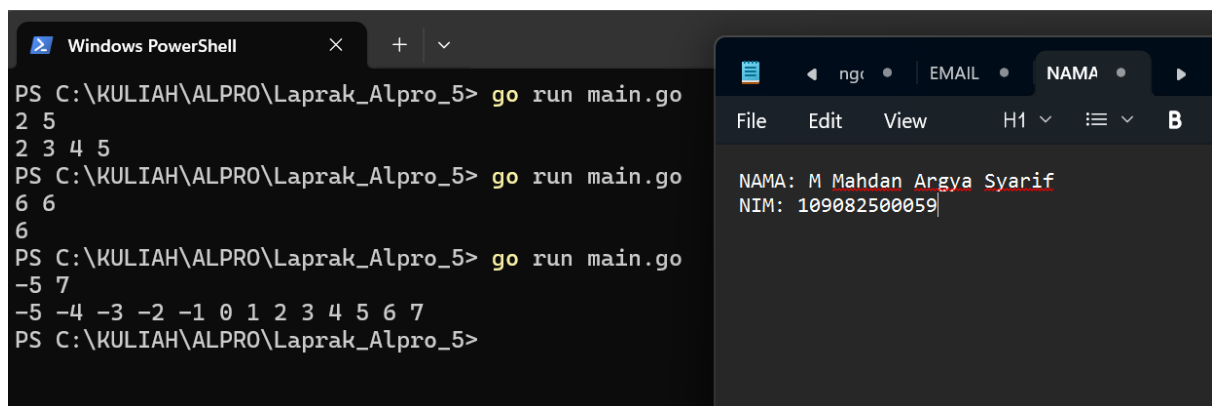 Windows PowerShell
PS C:\KULIAH\ALPRO\Laprak_Alpro_5> go run main.go
2 5
2 3 4 5
PS C:\KULIAH\ALPRO\Laprak_Alpro_5> go run main.go
6 6
6
PS C:\KULIAH\ALPRO\Laprak_Alpro_5> go run main.go
-5 7
-5 -4 -3 -2 -1 0 1 2 3 4 5 6 7
PS C:\KULIAH\ALPRO\Laprak_Alpro_5>
EMAIL NAMA
File Edit View H1 B
NAMA: M Mahdan Argya Syarif
NIM: 109082500059